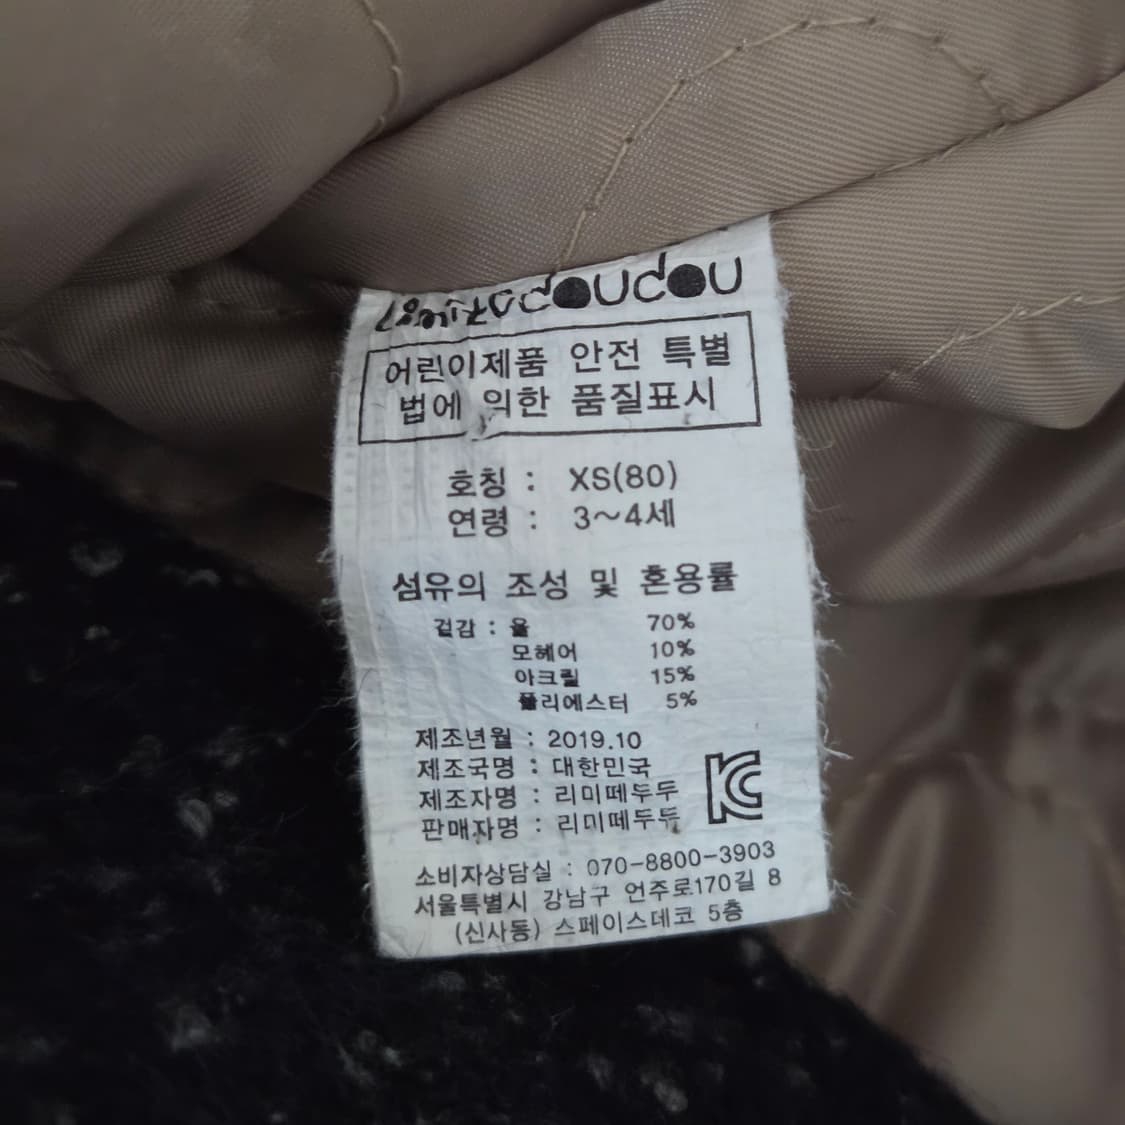 어린이제품 안전 특별
법에 의한 품질표시
호칭 : XS(80)
연령 : 3~4세
섬유의 조성 및 혼용률
겉감 : 울 70%
모헤어 10%
아크릴 15%
폴리에스터 5%
제조년월 : 2019.10
제조국명 : 대한민국
제조자명 : 리미떼두두
판매자명 : 리미떼두두
KC
소비자상담실 : 070-8800-3903
서울특별시 강남구 언주로170길 8
(신사동) 스페이스데코 5층